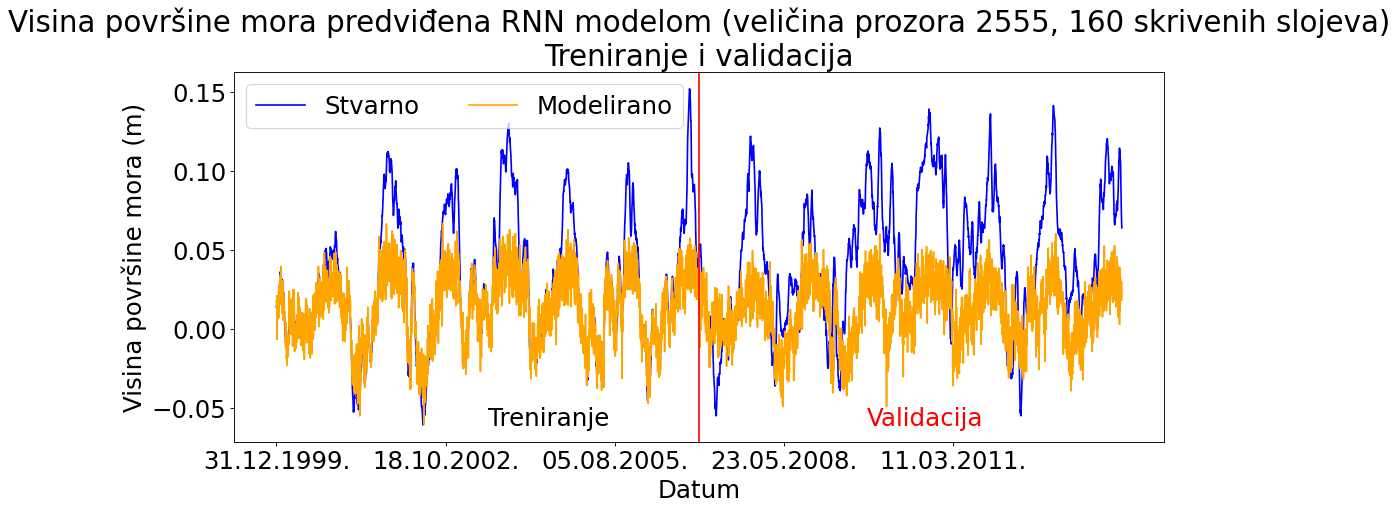 Visina površine mora predviđena RNN modelom (veličina prozora 2555, 160 skrivenih slojeva)
Treniranje i validacija
Stvarno Modelirano
Visina površine mora (m)
0.15
0.10
0.05
0.00
−0.05
Treniranje Validacija
31.12.1999. 18.10.2002. 05.08.2005. 23.05.2008. 11.03.2011.
Datum